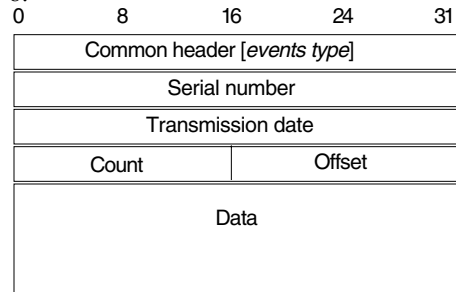 0 8 16 24 31
Common header [events type]
Serial number
Transmission date
Count Offset
Data